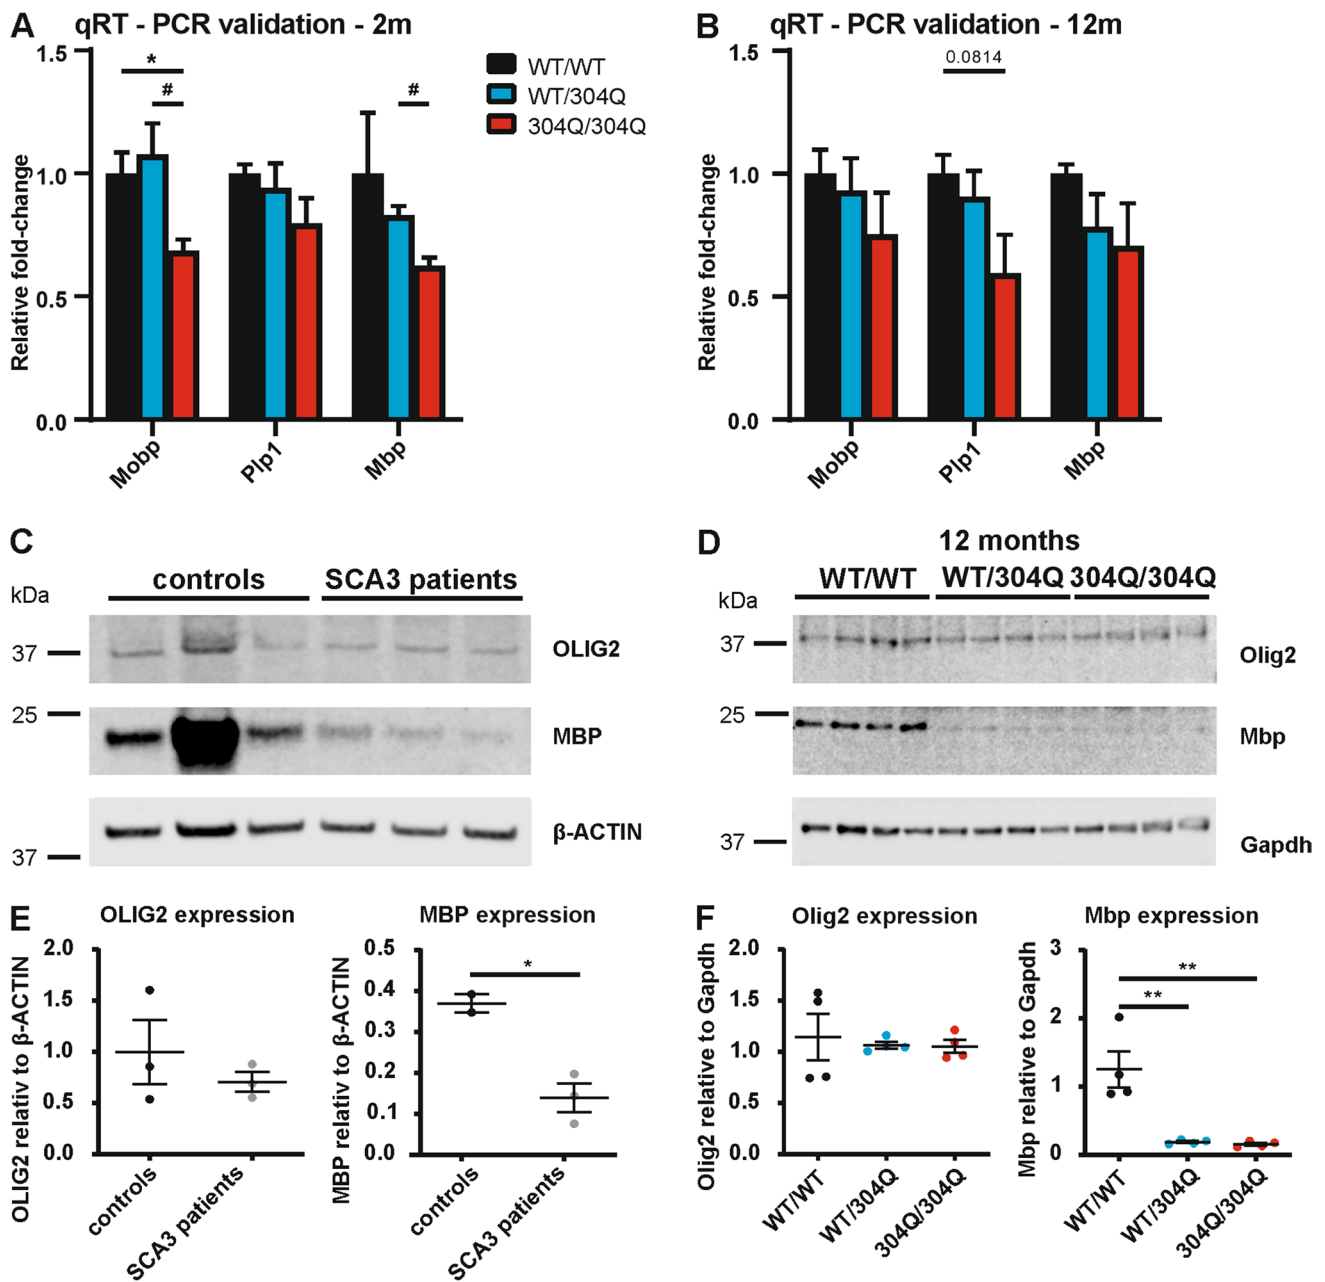 A qRT - PCR validation - 2m
1.5
1.0
0.5
0.0
Relative fold-change
*
#
#
Mobp
Plp1
Mbp
WT/WT
WT/304Q
304Q/304Q
B qRT - PCR validation - 12m
1.5
1.0
0.5
0.0
Relative fold-change
0.0814
Mobp
Plp1
Mbp
C
controls SCA3 patients
kDa
37 OLIG2
25
MBP
β-ACTIN
37
D 12 months
WT/WT WT/304Q 304Q/304Q
kDa
37
Olig2
25
Mbp
37 Gapdh
E OLIG2 expression
2.0
1.5
1.0
0.5
0.0
OLIG2 relativ to β-ACTIN
controls
SCA3 patients
MBP expression
0.5
0.4
0.3
0.2
0.1
0.0
MBP relativ to β-ACTIN
*
controls
SCA3 patients
F Olig2 expression
2.0
1.5
1.0
0.5
0.0
Olig2 relative to Gapdh
WT/WT
WT/304Q
304Q/304Q
Mbp expression
3
2
1
0
Mbp relative to Gapdh
**
**
WT/WT
WT/304Q
304Q/304Q